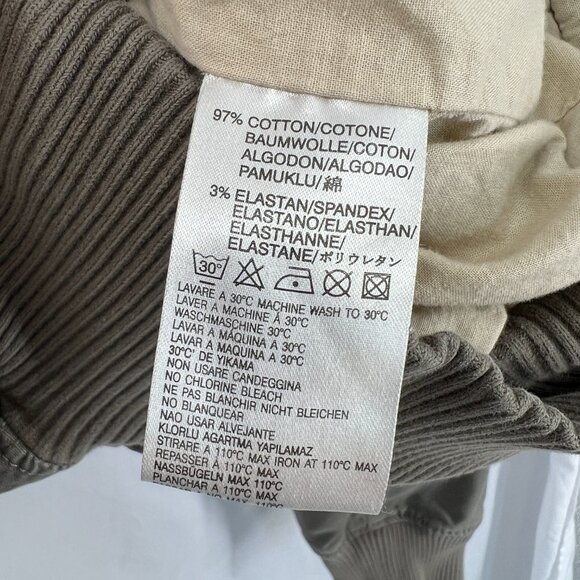 97% COTTON/COTONE/
BAUMWOLLE/COTON/
ALGODON/ALGODAO/
PAMUKLU/綿
3% ELASTAN/SPANDEX/
ELASTANO/ELASTHAN/
ELASTHANNE/
ELASTANE/ポリウレタン
30°
LAVARE A 30°C MACHINE WASH TO 30°C
LAVER A MACHINE À 30°C
WASCHMASCHINE 30°C
LAVAR A MÁQUINA A 30°C
LAVAR A MAQUINA A 30°C
30°C' DE YIKAMA
NON USARE CANDEGGINA
NO CHLORINE BLEACH
NE PAS BLANCHIR NICHT BLEICHEN
NO BLANQUEAR
NAO USAR ALVEJANTE
KLORLU AGARTMA YAPILAMAZ
STIRARE A 110°C MAX IRON AT 110°C MAX
REPASSER À 110°C MAX
NASSBÜGELN MAX 110°C
PLANCHAR A 110°C MAX